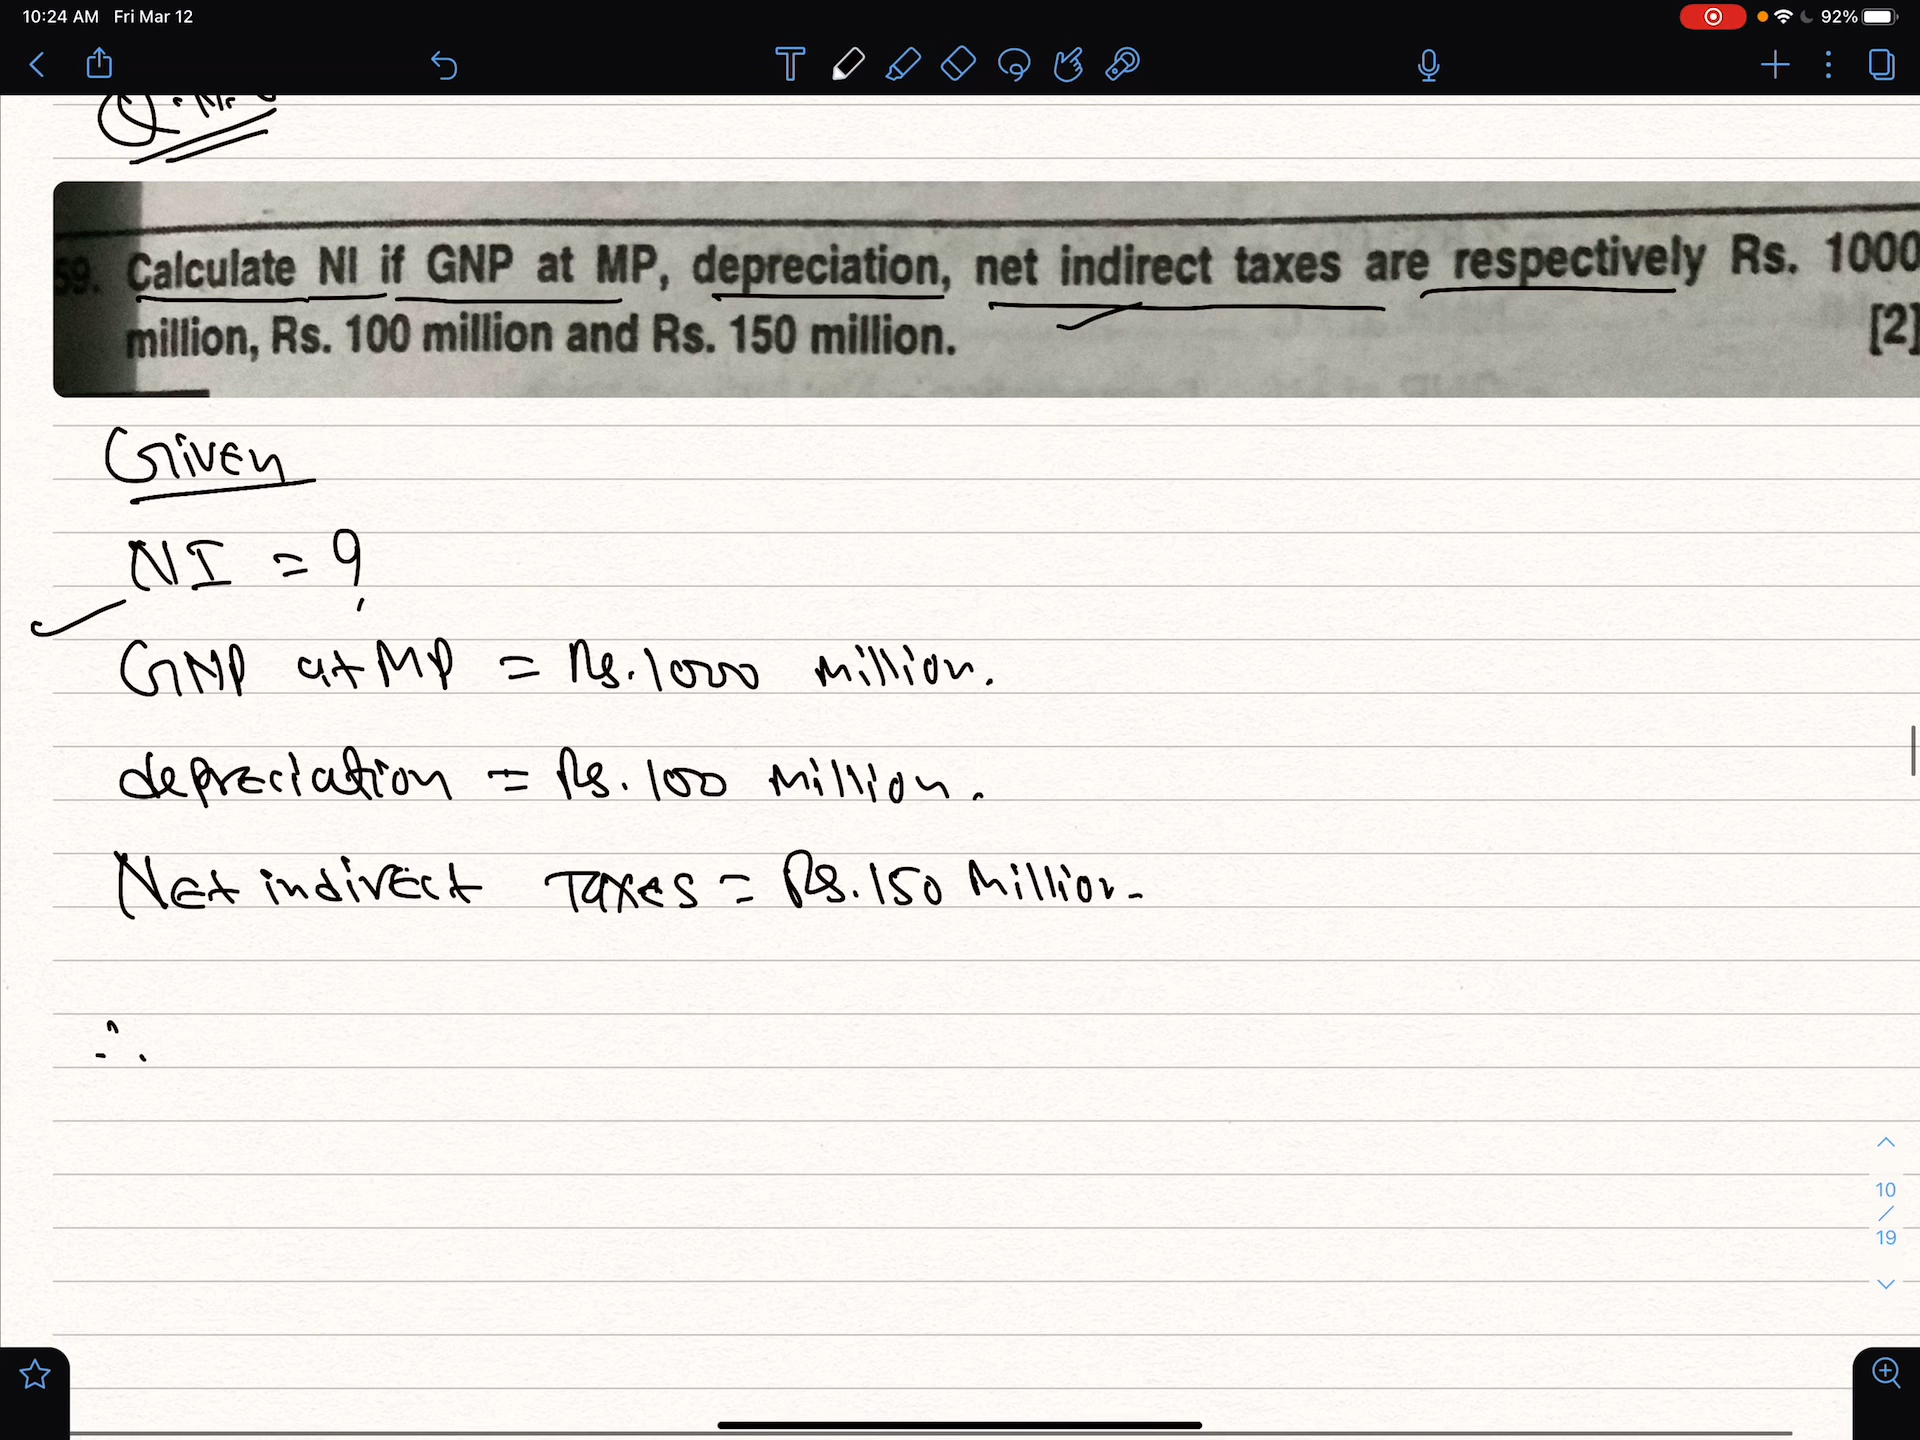 10:24 AM Fri Mar 12
92%
59. Calculate NI if GNP at MP, depreciation, net indirect taxes are respectively Rs. 1000
million, Rs. 100 million and Rs. 150 million. [2]
Given
NI = ?
GNP at MP = Rs. 1000 million.
depreciation = Rs. 100 million.
Net indirect Taxes = Rs. 150 Million.
∴
10
/
19